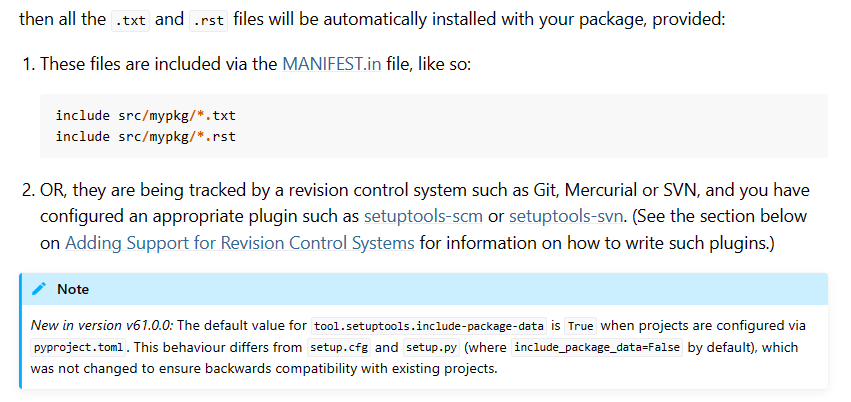 then all the .txt and .rst files will be automatically installed with your package, provided:
1. These files are included via the MANIFEST.in file, like so:
include src/mypkg/*.txt
include src/mypkg/*.rst
2. OR, they are being tracked by a revision control system such as Git, Mercurial or SVN, and you have
configured an appropriate plugin such as setuptools-scm or setuptools-svn. (See the section below
on Adding Support for Revision Control Systems for information on how to write such plugins.)
Note
New in version v61.0.0: The default value for tool.setuptools.include-package-data is True when projects are configured via
pyproject.toml. This behaviour differs from setup.cfg and setup.py (where include_package_data=False by default), which
was not changed to ensure backwards compatibility with existing projects.